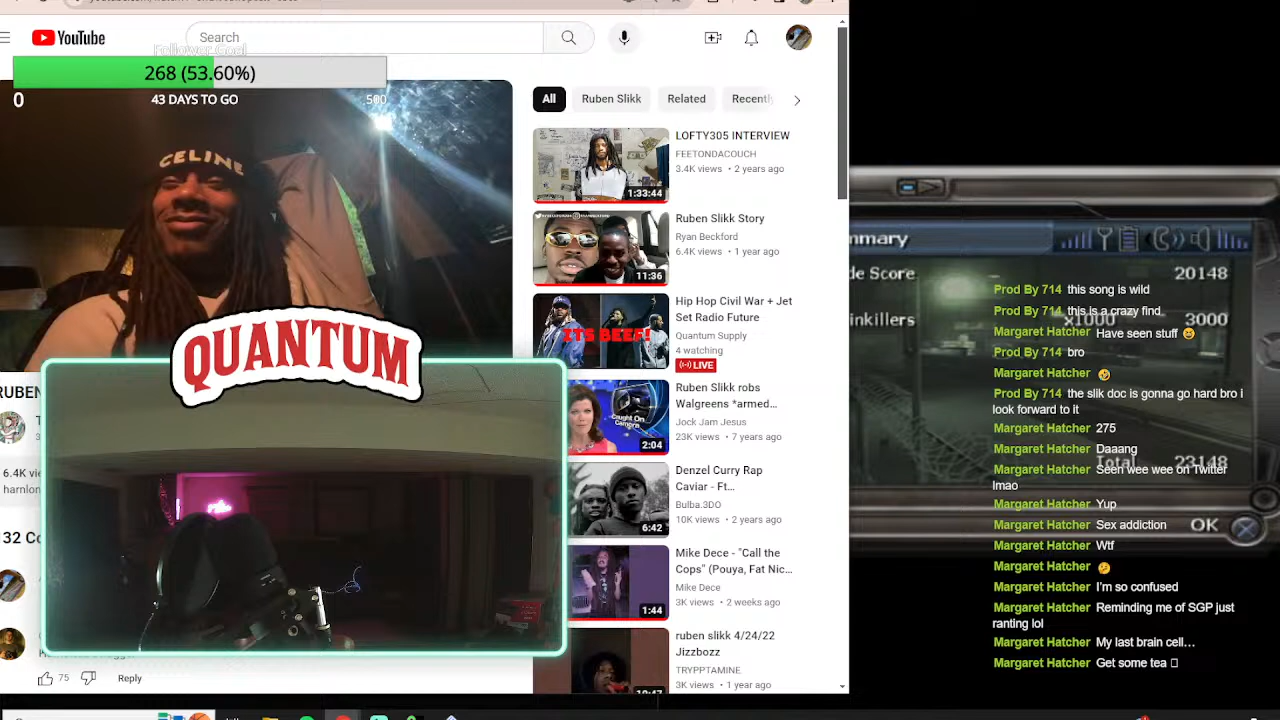 YouTube
Search
Follower Goal
268 (53.60%)
0
43 DAYS TO GO
500
CELINE
QUANTUM
RUBEN
6.4K
32
75
Reply
All
Ruben Slikk
Related
LOFTY305 INTERVIEW
FEETONDACOUCH
3.4K views • 2 years ago
1:33:44
Ruben Slikk Story
Ryan Beckford
6.4K views • 1 year ago
11:36
Hip Hop Civil War + Jet
Set Radio Future
Quantum Supply
4 watching
LIVE
ITS BEEF!
Ruben Slikk robs
Walgreens *armed...
Jock Jam Jesus
23K views • 7 years ago
2:04
Denzel Curry Rap
Caviar - Ft...
Bulba.3DO
10K views • 2 years ago
6:42
Mike Dece - "Call the
Cops" (Pouya, Fat Nic...
Mike Dece
3K views • 2 weeks ago
1:44
ruben slikk 4/24/22
Jizzbozz
TRYPPTAMINE
3K views • 1 year ago
mmary
de Score
20148
inkillers
x1000
3000
Total
23148
OK
Prod By 714 this song is wild
Prod By 714 this is a crazy find
Margaret Hatcher Have seen stuff
Prod By 714 bro
Margaret Hatcher
Prod By 714 the slik doc is gonna go hard bro i
look forward to it
Margaret Hatcher 275
Margaret Hatcher Daaang
Margaret Hatcher Seen wee wee on Twitter
lmao
Margaret Hatcher Yup
Margaret Hatcher Sex addiction
Margaret Hatcher Wtf
Margaret Hatcher
Margaret Hatcher I'm so confused
Margaret Hatcher Reminding me of SGP just
ranting lol
Margaret Hatcher My last brain cell...
Margaret Hatcher Get some tea